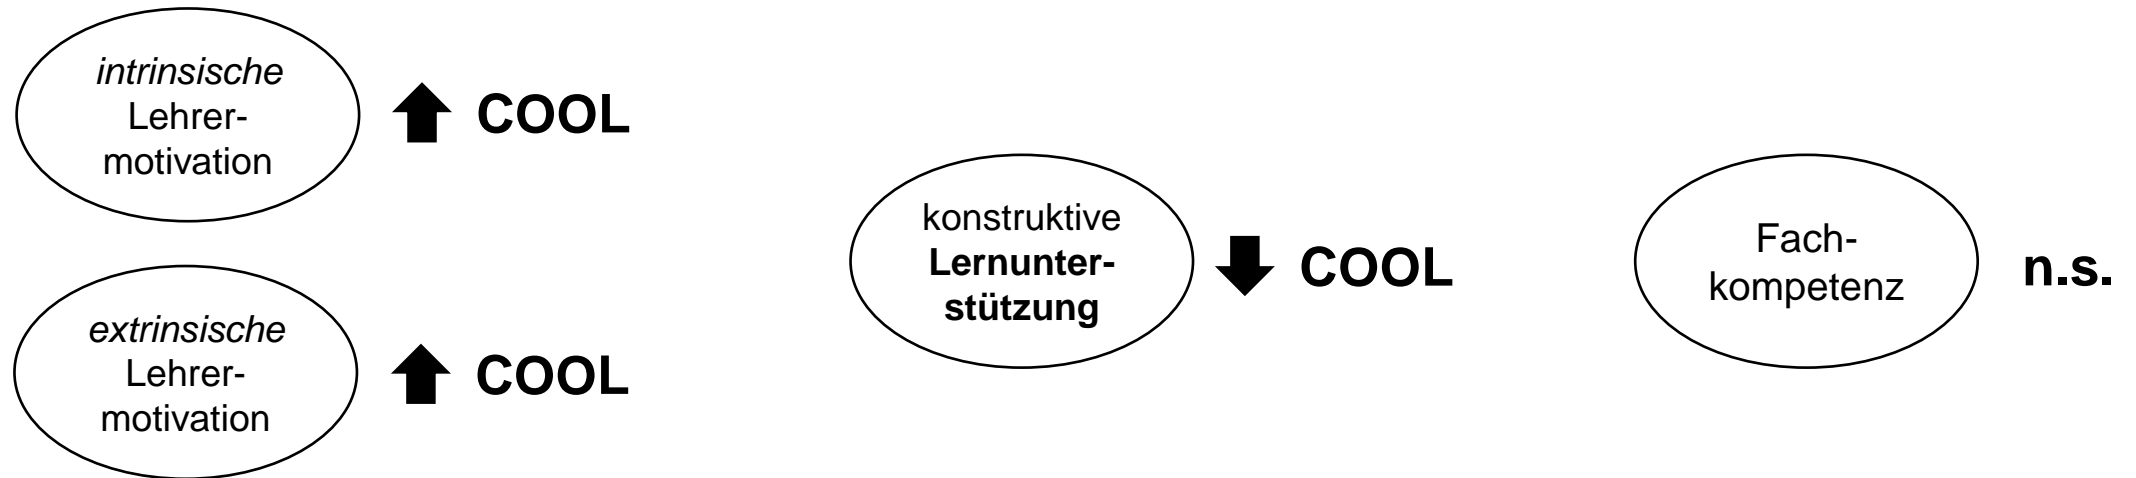 intrinsische
Lehrer-
motivation
COOL
extrinsische
Lehrer-
motivation
COOL
konstruktive
Lernunter-
stützung
COOL
Fach-
kompetenz
n.s.